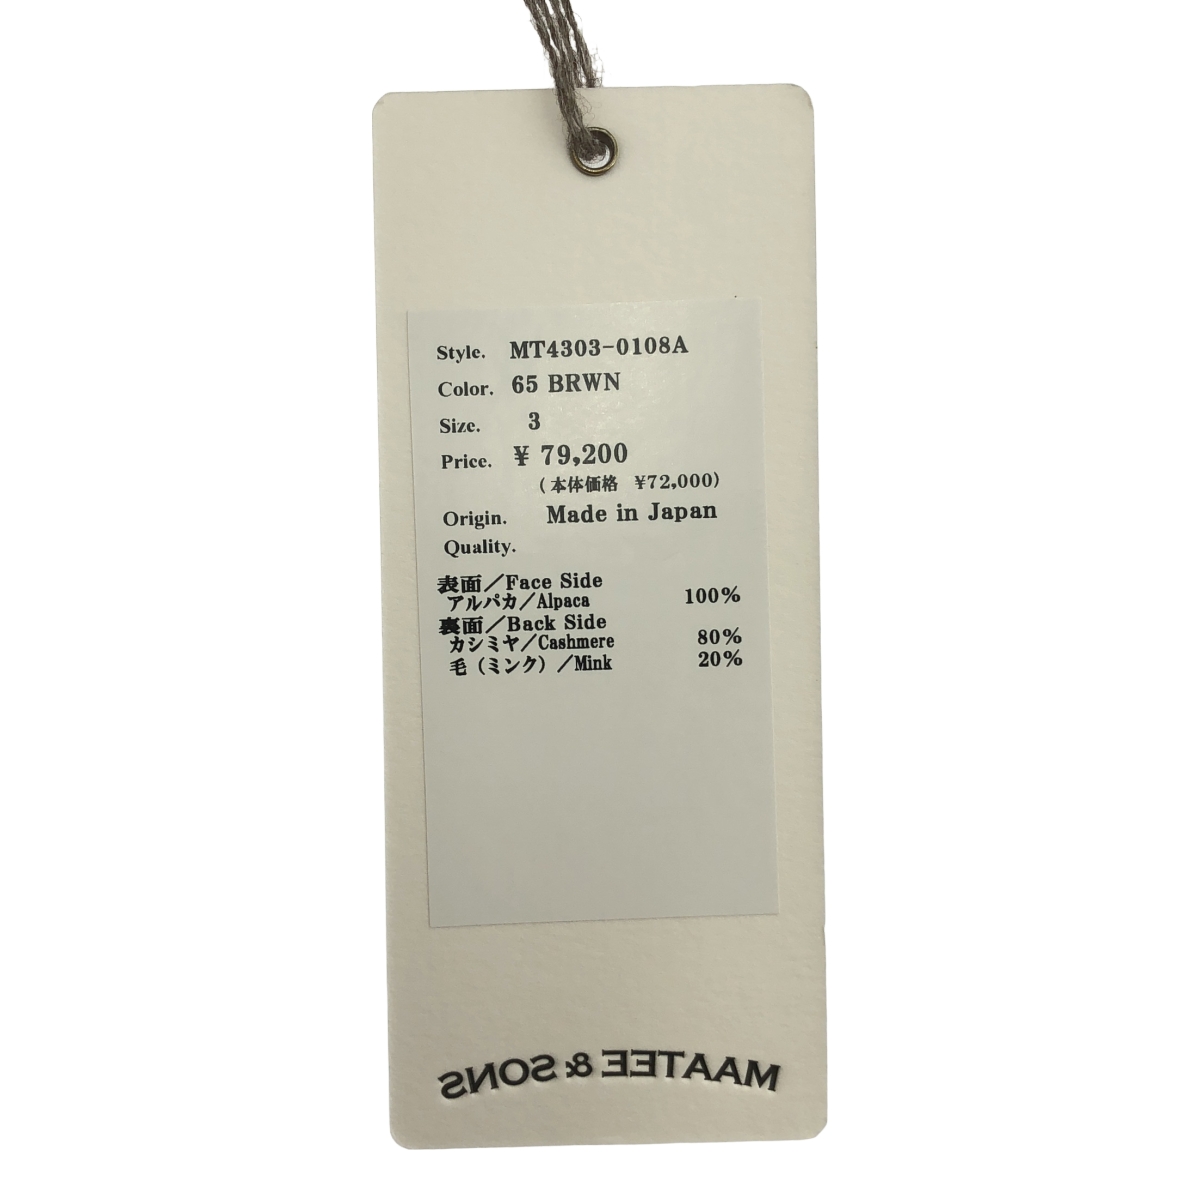 Style. MT4303-0108A
Color. 65 BRWN
Size. 3
Price. ¥ 79,200
(本体価格 ¥72,000)
Origin. Made in Japan
Quality.
表面/Face Side
アルパカ/Alpaca 100%
裏面/Back Side
カシミヤ/Cashmere 80%
毛(ミンク)/Mink 20%
MAATEE & SONS